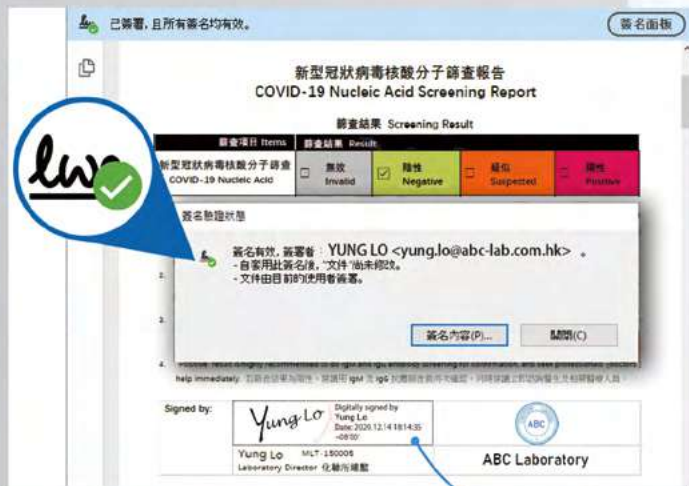 已簽署, 且所有簽名均有效。
簽名面板
新型冠狀病毒核酸分子篩查報告
COVID-19 Nucleic Acid Screening Report
篩查結果 Screening Result
篩查項目 Items
篩查結果 Result
新型冠狀病毒核酸分子篩查
COVID-19 Nucleic Acid
無效
Invalid
陰性
Negative
疑似
Suspected
陽性
Positive
簽名驗證狀態
簽名有效, 簽署者: YUNG LO <yung.lo@abc-lab.com.hk> 。
- 自套用此簽名後, "文件"尚未修改。
- 文件由目前的使用者簽署。
簽名內容(P)...
關閉(C)
2.
3.
4.
help immediately.
Signed by:
Yung Lo
Digitally signed by
Yung Lo
Date: 2020.12.14 18:14:35
+08'00'
ABC
Yung Lo MLT-150005
Laboratory Director 化驗所總監
ABC Laboratory